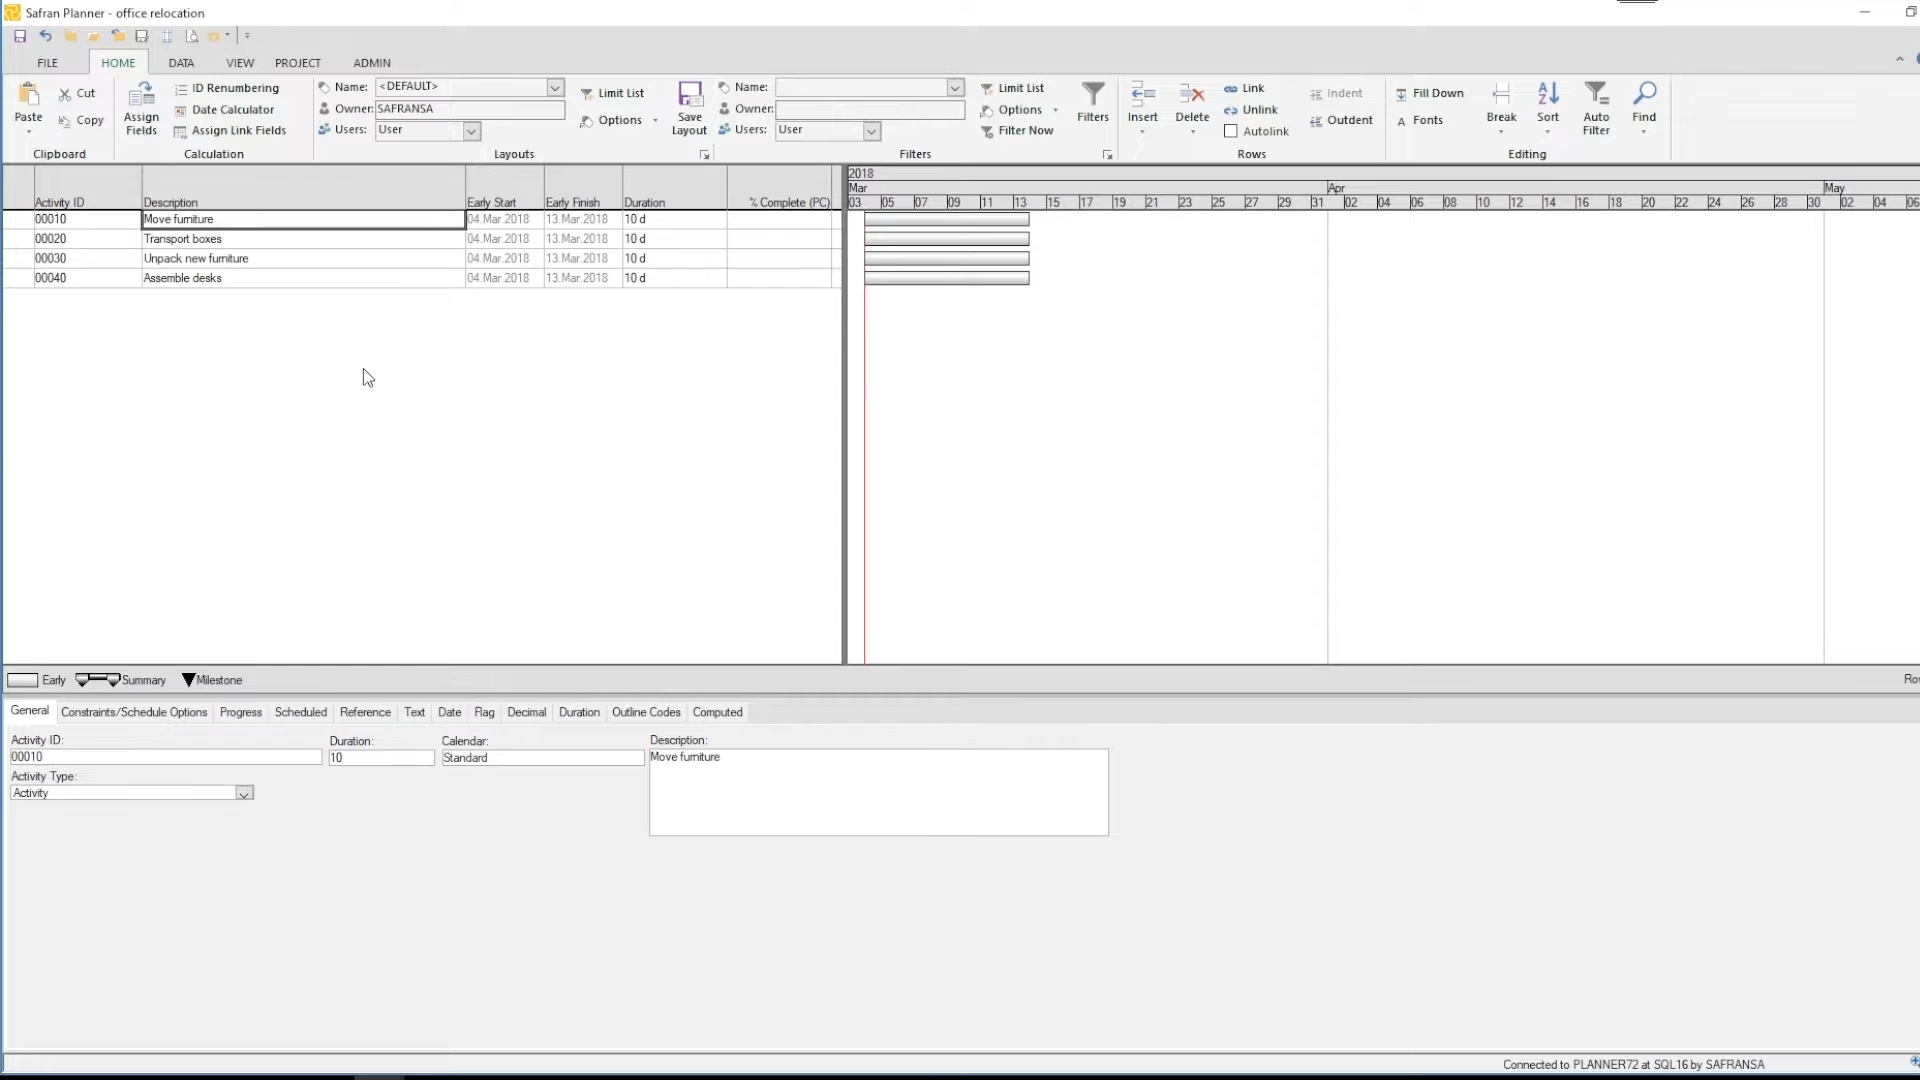 Safran Planner - office relocation
FILE HOME DATA VIEW PROJECT ADMIN
Paste Cut Copy Clipboard
Assign Fields ID Renumbering Date Calculator Assign Link Fields Calculation
Name: <DEFAULT> Limit List
Owner: SAFRANSA Options
Users: User
Save Layout
Layouts
Name: Limit List
Owner: Options
Users: User Filter Now
Filters
Filters
Insert Delete Link Unlink Autolink Indent Outdent
Rows
Fill Down Fonts Break Sort Auto Filter Find
Editing
Activity ID Description Early Start Early Finish Duration % Complete (PC)
2018
Mar Apr May
03 05 07 09 11 13 15 17 19 21 23 25 27 29 31 02 04 06 08 10 12 14 16 18 20 22 24 26 28 30 02 04 06
00010 Move furniture 04.Mar.2018 13.Mar.2018 10 d
00020 Transport boxes 04.Mar.2018 13.Mar.2018 10 d
00030 Unpack new furniture 04.Mar.2018 13.Mar.2018 10 d
00040 Assemble desks 04.Mar.2018 13.Mar.2018 10 d
Early Summary Milestone
General Constraints/Schedule Options Progress Scheduled Reference Text Date Flag Decimal Duration Outline Codes Computed
Activity ID: Duration: Calendar: Description:
00010 10 Standard Move furniture
Activity Type:
Activity
Connected to PLANNER72 at SQL16 by SAFRANSA